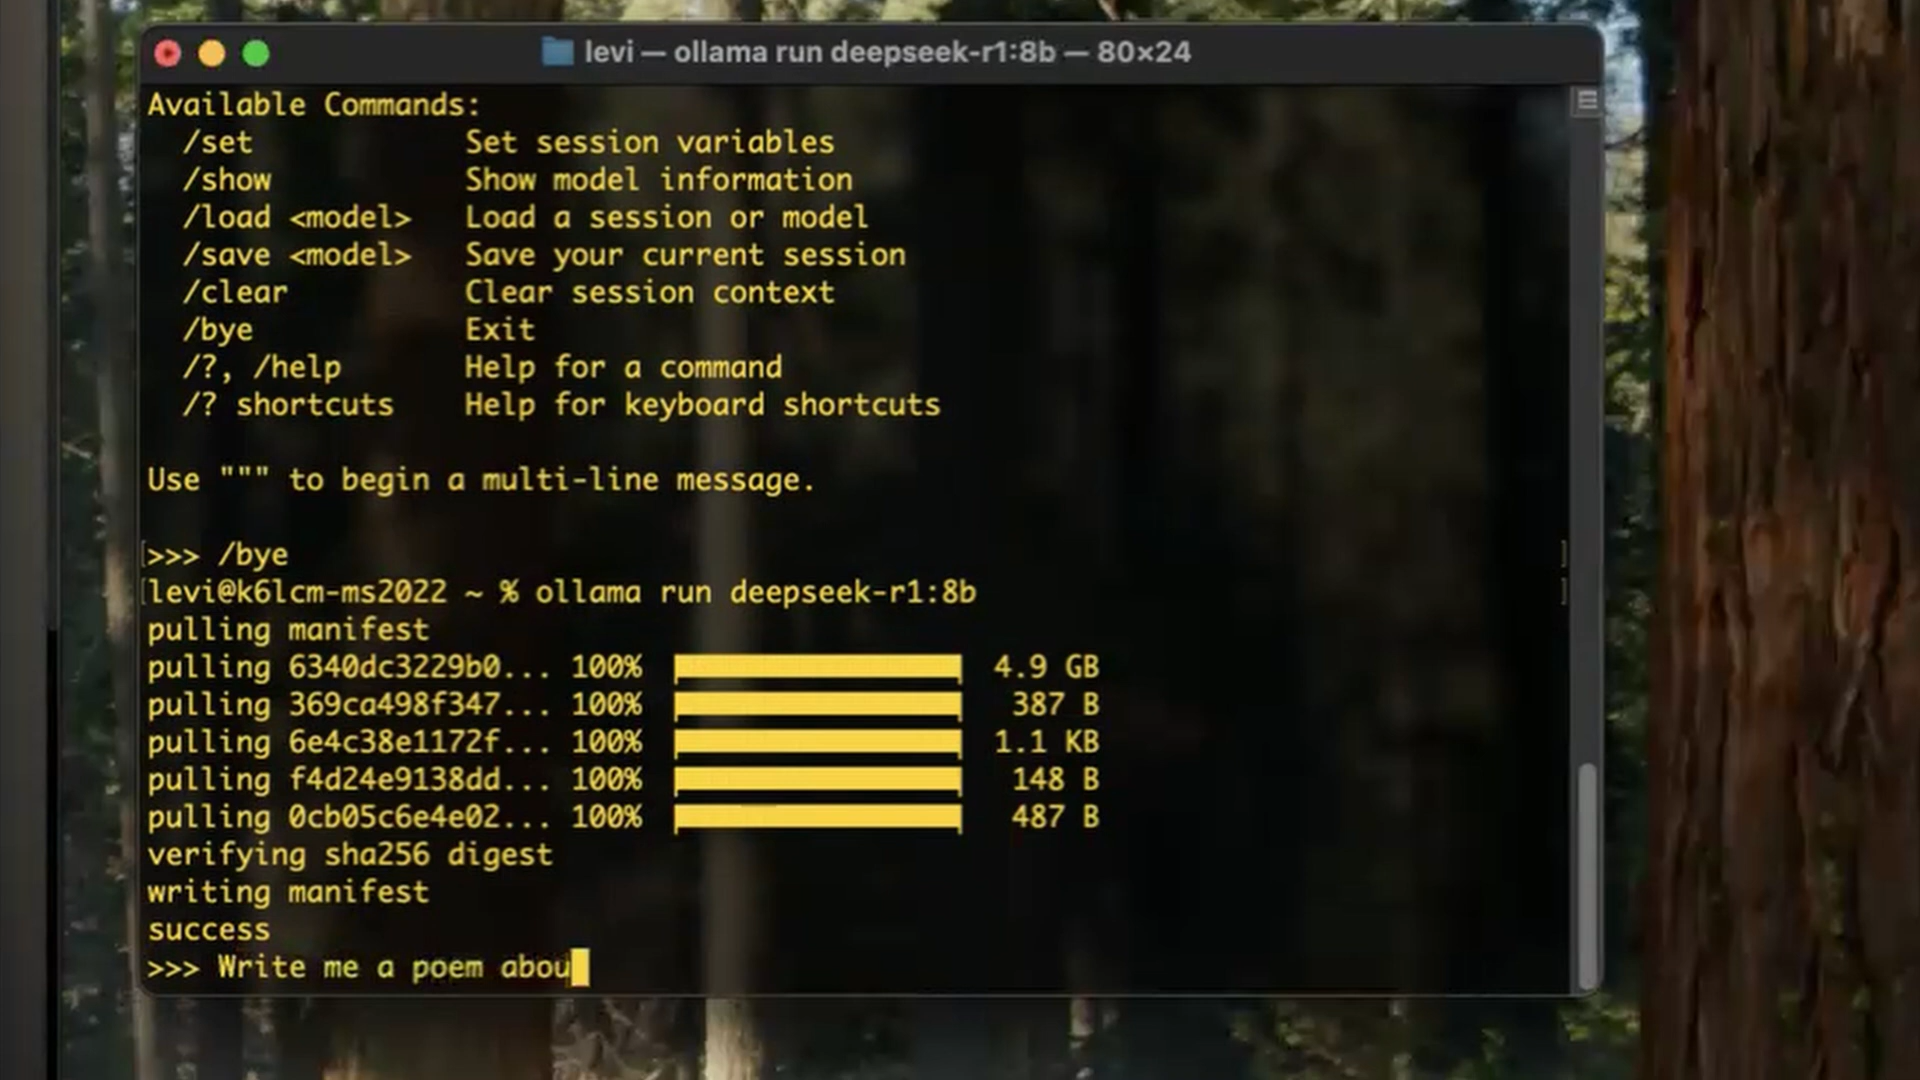 levi — ollama run deepseek-r1:8b — 80×24
Available Commands:
/set Set session variables
/show Show model information
/load <model> Load a session or model
/save <model> Save your current session
/clear Clear session context
/bye Exit
/?, /help Help for a command
/? shortcuts Help for keyboard shortcuts
Use """ to begin a multi-line message.
>>> /bye
levi@k6lcm-ms2022 ~ % ollama run deepseek-r1:8b
pulling manifest
pulling 6340dc3229b0... 100% 4.9 GB
pulling 369ca498f347... 100% 387 B
pulling 6e4c38e1172f... 100% 1.1 KB
pulling f4d24e9138dd... 100% 148 B
pulling 0cb05c6e4e02... 100% 487 B
verifying sha256 digest
writing manifest
success
>>> Write me a poem abou